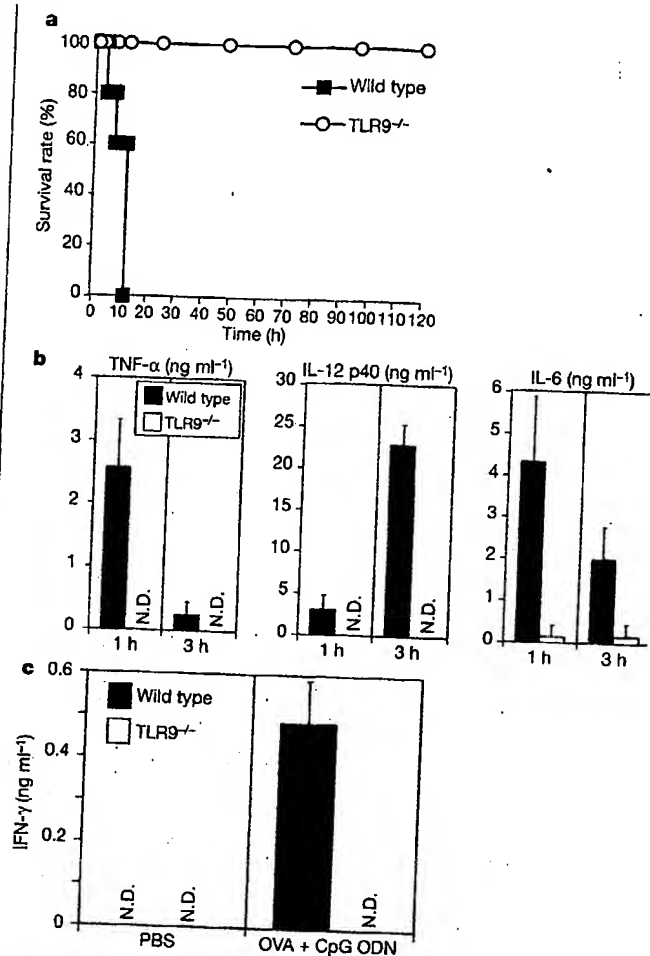 a
Survival rate (%)
100
80
60
40
20
0
Wild type
TLR9⁻/⁻
0 10 20 30 40 50 60 70 80 90 100 110 120
Time (h)
b
TNF-α (ng ml⁻¹)
4
3
2
1
0
Wild type
TLR9⁻/⁻
N.D.
N.D.
1 h 3 h
IL-12 p40 (ng ml⁻¹)
30
25
20
15
10
5
0
N.D.
N.D.
1 h 3 h
IL-6 (ng ml⁻¹)
6
5
4
3
2
1
0
1 h 3 h
c
IFN-γ (ng ml⁻¹)
0.6
0.4
0.2
0
Wild type
TLR9⁻/⁻
N.D.
N.D.
N.D.
PBS
OVA + CpG ODN